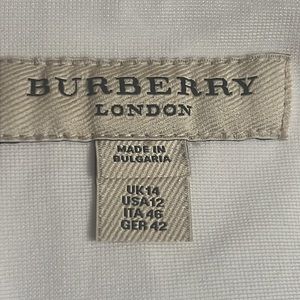 BURBERRY
LONDON
MADE IN
BULGARIA
UK14
USA12
ITA 46
GER 42